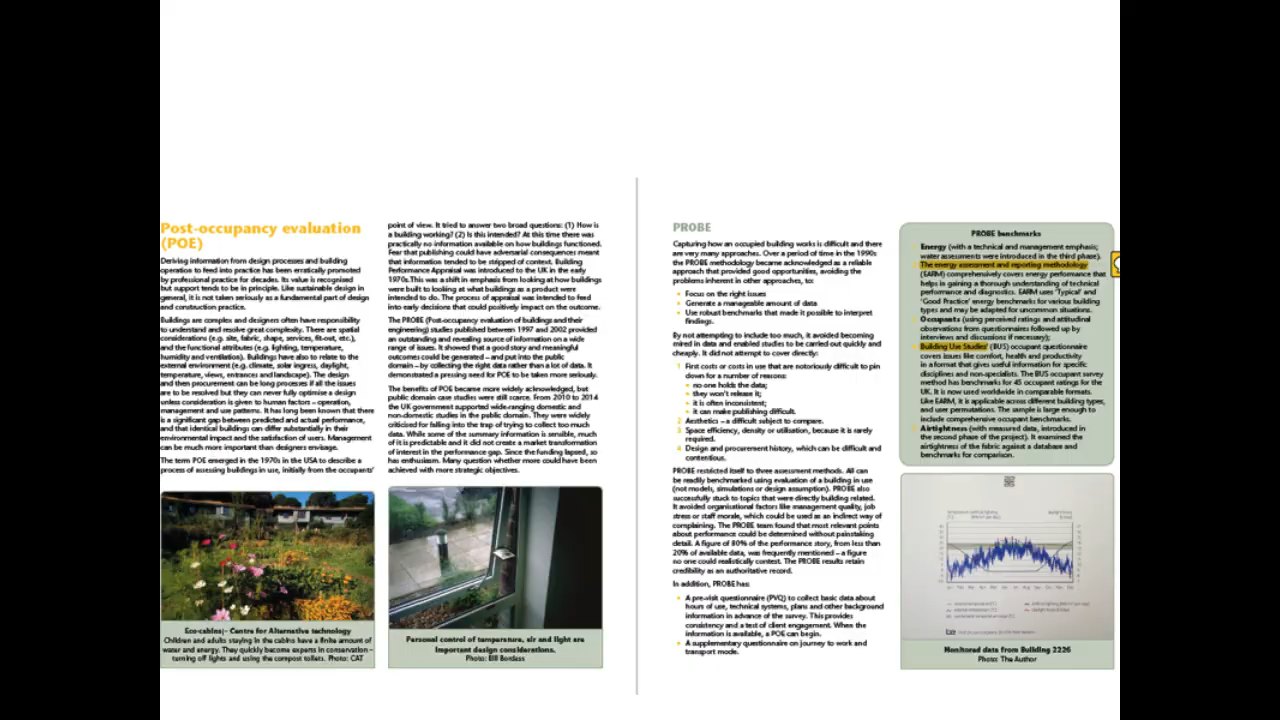 Post-occupancy evaluation
(POE)
Deriving information from design processes and building
operation to feed into practice has been erratically promoted
by professional practice for decades. Its value is recognised
but support tends to be in principle. Like sustainable design in
general, it is not taken seriously as a fundamental part of design
and construction practice.
Buildings are complex and designers often have responsibility
to understand and resolve great complexity. There are spatial
considerations (e.g. site, fabric, shape, services, fit-out, etc.),
and the functional attributes (e.g. lighting, temperature,
humidity and ventilation). Buildings have also to relate to the
external environment (e.g. climate, solar ingress, daylight,
temperature, views, entrances and landscape). The design
and then procurement can be long processes if all the issues
are to be resolved but they can never fully optimise a design
unless consideration is given to human factors – operation,
management and use patterns. It has long been known that there
is a significant gap between predicted and actual performance,
and that identical buildings can differ substantially in their
environmental impact and the satisfaction of users. Management
can be much more important than designers envisage.
The term POE emerged in the 1970s in the USA to describe a
process of assessing buildings in use, initially from the occupants'
Eco-cabins – Centre for Alternative technology
Children and adults staying in the cabins have a finite amount of
water and energy. They quickly become experts in conservation –
turning off lights and using the compost toilets. Photo: CAT
point of view. It tried to answer two broad questions: (1) How is
a building working? (2) Is this intended? At this time there was
practically no information available on how buildings functioned.
Fear that publishing could have adversarial consequences meant
that information tended to be stripped of context. Building
Performance Appraisal was introduced to the UK in the early
1970s. This was a shift in emphasis from looking at how buildings
were built to looking at what buildings as a product were
intended to do. The process of appraisal was intended to feed
into early decisions that could positively impact on the outcome.
The PROBE (Post-occupancy evaluation of buildings and their
engineering) studies published between 1997 and 2002 provided
an outstanding and revealing source of information on a wide
range of issues. It showed that a good story and meaningful
outcomes could be generated – and put into the public
domain – by collecting the right data rather than a lot of data. It
demonstrated a pressing need for POE to be taken more seriously.
The benefits of POE became more widely acknowledged, but
public domain case studies were still scarce. From 2010 to 2014
the UK government supported wide-ranging domestic and
non-domestic studies in the public domain. They were widely
criticised for falling into the trap of trying to collect too much
data. While some of the summary information is sensible, much
of it is predictable and it did not create a market transformation
of interest in the performance gap. Since the funding lapsed, so
has enthusiasm. Many question whether more could have been
achieved with more strategic objectives.
Personal control of temperature, air and light are
important design considerations.
Photo: Bill Bordass
PROBE
Capturing how an occupied building works is difficult and there
are very many approaches. Over a period of time in the 1990s
the PROBE methodology became acknowledged as a reliable
approach that provided good opportunities, avoiding the
problems inherent in other approaches, to:
• Focus on the right issues
• Generate a manageable amount of data
• Use robust benchmarks that made it possible to interpret
findings.
By not attempting to include too much, it avoided becoming
mired in data and enabled studies to be carried out quickly and
cheaply. It did not attempt to cover directly:
1 First costs or costs in use that are notoriously difficult to pin
down for a number of reasons:
• no one holds the data;
• they won't release it;
• it is often inconsistent;
• it can make publishing difficult.
2 Aesthetics – a difficult subject to compare.
3 Space efficiency, density or utilisation, because it is rarely
required.
4 Design and procurement history, which can be difficult and
contentious.
PROBE restricted itself to three assessment methods. All can
be readily benchmarked using evaluation of a building in use
(not models, simulations or design assumption). PROBE also
successfully stuck to topics that were directly building related.
It avoided organisational factors like management quality, job
stress or staff morale, which could be used as an indirect way of
complaining. The PROBE team found that most relevant points
about performance could be determined without painstaking
detail. A figure of 80% of the performance story, from less than
20% of available data, was frequently mentioned – a figure
no one could realistically contest. The PROBE results retain
credibility as an authoritative record.
In addition, PROBE has:
• A pre-visit questionnaire (PVQ) to collect basic data about
hours of use, technical systems, plans and other background
information in advance of the survey. This provides
consistency and a test of client engagement. When the
information is available, a POE can begin.
• A supplementary questionnaire on journey to work and
transport mode.
PROBE benchmarks
Energy (with a technical and management emphasis;
water assessments were introduced in the third phase).
The energy assessment and reporting methodology
(EARM) comprehensively covers energy performance that
helps in gaining a thorough understanding of technical
performance and diagnostics. EARM uses 'Typical' and
'Good Practice' energy benchmarks for various building
types and may be adapted for uncommon situations.
Occupants (using perceived ratings and attitudinal
observations from questionnaires followed up by
interviews and discussions if necessary);
Building Use Studies' (BUS) occupant questionnaire
covers issues like comfort, health and productivity
in a format that gives useful information for specific
disciplines and non-specialists. The BUS occupant survey
method has benchmarks for 45 occupant ratings for the
UK. It is now used worldwide in comparable formats.
Like EARM, it is applicable across different building types,
and user permutations. The sample is large enough to
include comprehensive occupant benchmarks.
Airtightness (with measured data, introduced in
the second phase of the project). It examined the
airtightness of the fabric against a database and
benchmarks for comparison.
Monitored data from Building 2226
Photo: The Author